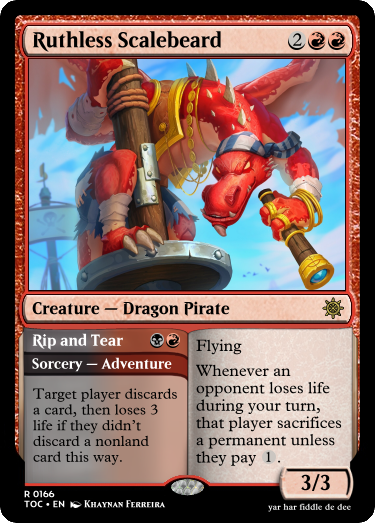 Ruthless Scalebeard 2
Creature — Dragon Pirate
Rip and Tear
Sorcery — Adventure
Target player discards
a card, then loses 3
life if they didn't
discard a nonland
card this way.
Flying
Whenever an
opponent loses life
during your turn,
that player sacrifices
a permanent unless
they pay 1.
3/3
R 0166
TOC • EN Khaynan Ferreira
yar har fiddle de dee